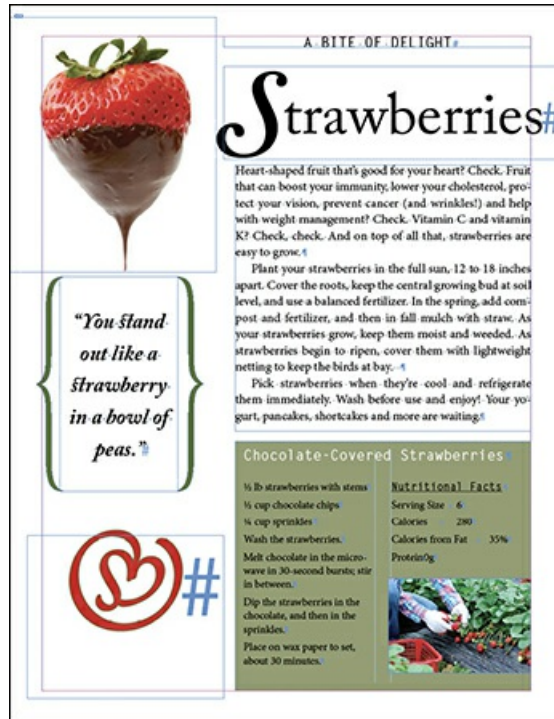 A BITE OF DELIGHT
Strawberries
Heart-shaped fruit that's good for your heart? Check. Fruit
that can boost your immunity, lower your cholesterol, pro-
tect your vision, prevent cancer (and wrinkles!) and help
with weight management? Check. Vitamin C and vitamin
K? Check, check. And on top of all that, strawberries are
easy to grow.
Plant your strawberries in the full sun, 12 to 18 inches
apart. Cover the roots, keep the central growing bud at soil
level, and use a balanced fertilizer. In the spring, add com-
post and fertilizer, and then in fall mulch with straw. As
your strawberries grow, keep them moist and weeded. As
strawberries begin to ripen, cover them with lightweight
netting to keep the birds at bay.
Pick strawberries when they're cool and refrigerate
them immediately. Wash before use and enjoy! Your yo-
gurt, pancakes, shortcakes and more are waiting.
"You stand
out like a
strawberry
in a bowl of
peas."
Chocolate-Covered Strawberries
½ lb strawberries with stems
½ cup chocolate chips
¼ cup sprinkles
Wash the strawberries.
Melt chocolate in the micro-
wave in 30-second bursts; stir
in between.
Dip the strawberries in the
chocolate, and then in the
sprinkles.
Place on wax paper to set,
about 30 minutes.
Nutritional Facts
Serving Size 6
Calories 280
Calories from Fat 35%
Protein0g